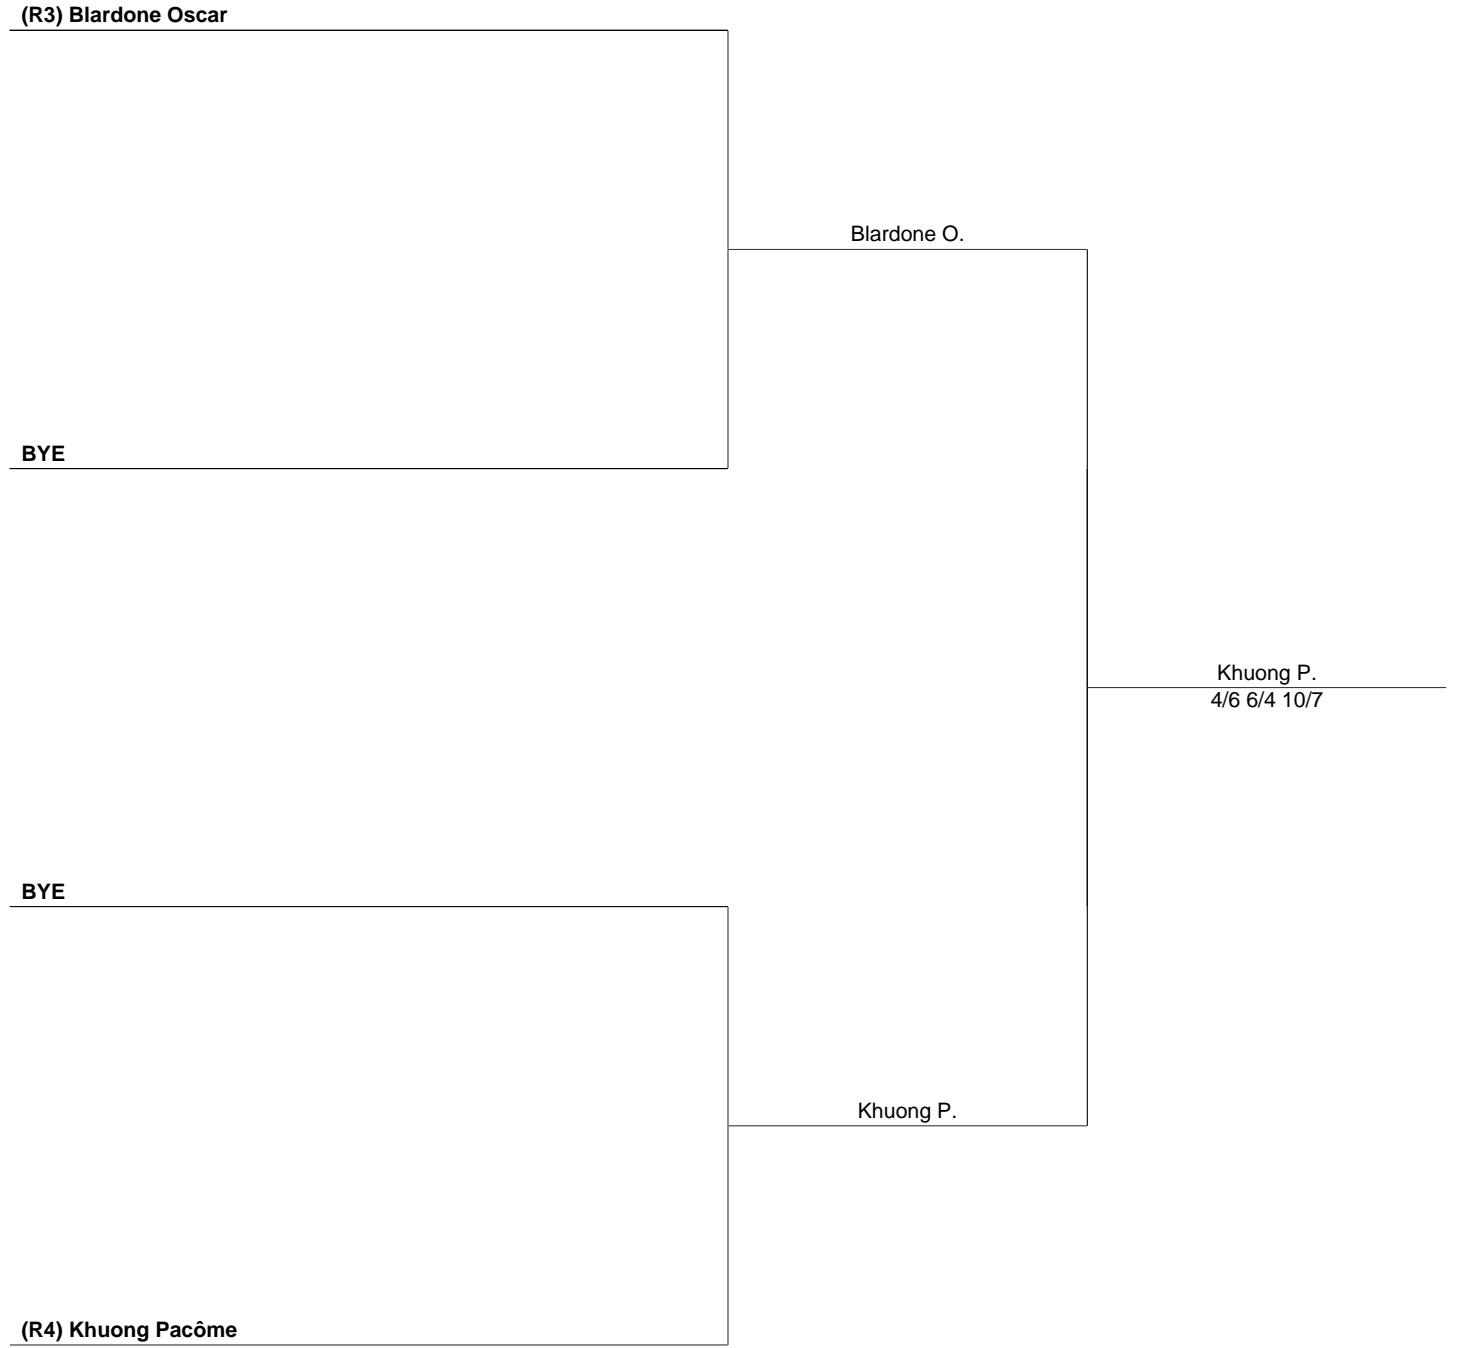 (R3) Blardone Oscar
Blardone O.
BYE
Khuong P.
4/6 6/4 10/7
BYE
Khuong P.
(R4) Khuong Pacôme